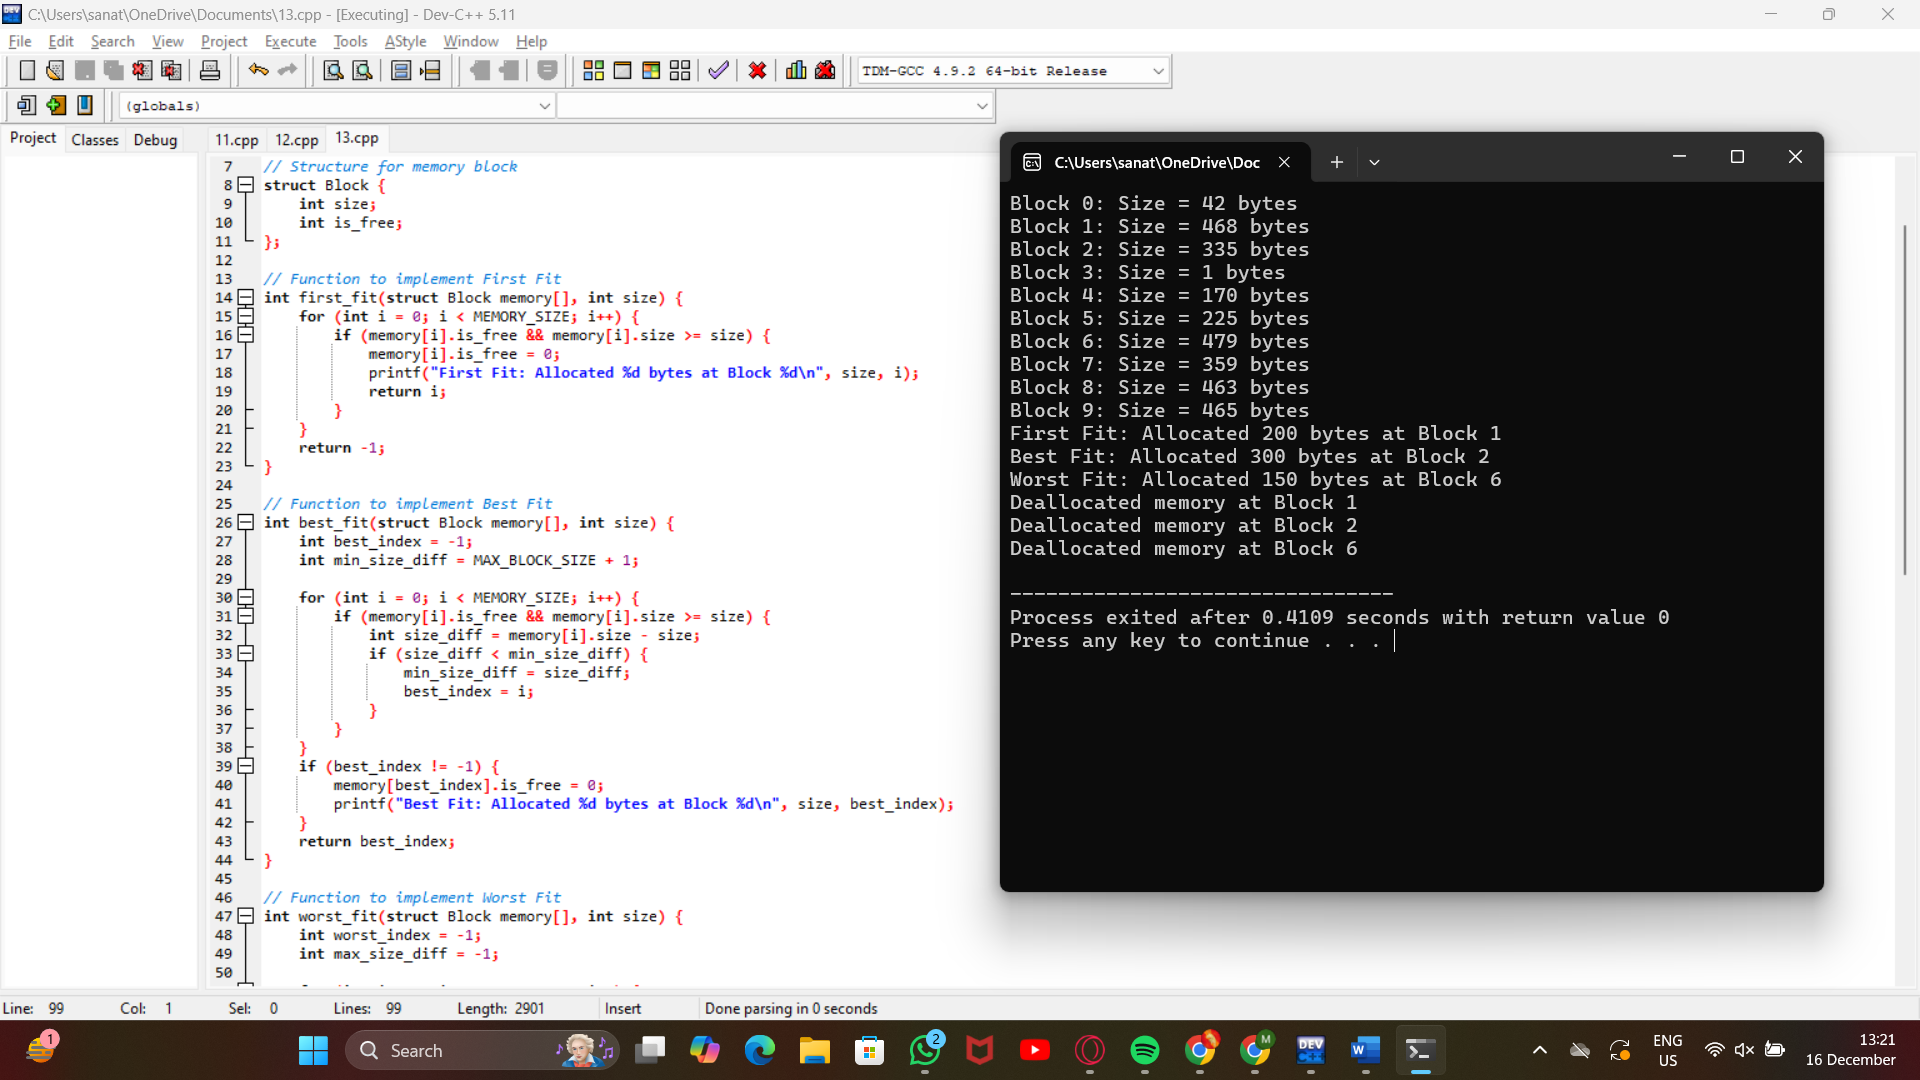 C:\Users\sanat\OneDrive\Documents\13.cpp - [Executing] - Dev-C++ 5.11
File Edit Search View Project Execute Tools AStyle Window Help
TDM-GCC 4.9.2 64-bit Release
(globals)
Project Classes Debug
11.cpp 12.cpp 13.cpp
7 // Structure for memory block
8 struct Block {
9 int size;
10 int is_free;
11 };
12
13 // Function to implement First Fit
14 int first_fit(struct Block memory[], int size) {
15 for (int i = 0; i < MEMORY_SIZE; i++) {
16 if (memory[i].is_free && memory[i].size >= size) {
17 memory[i].is_free = 0;
18 printf("First Fit: Allocated %d bytes at Block %d\n", size, i);
19 return i;
20 }
21 }
22 return -1;
23 }
24
25 // Function to implement Best Fit
26 int best_fit(struct Block memory[], int size) {
27 int best_index = -1;
28 int min_size_diff = MAX_BLOCK_SIZE + 1;
29
30 for (int i = 0; i < MEMORY_SIZE; i++) {
31 if (memory[i].is_free && memory[i].size >= size) {
32 int size_diff = memory[i].size - size;
33 if (size_diff < min_size_diff) {
34 min_size_diff = size_diff;
35 best_index = i;
36 }
37 }
38 }
39 if (best_index != -1) {
40 memory[best_index].is_free = 0;
41 printf("Best Fit: Allocated %d bytes at Block %d\n", size, best_index);
42 }
43 return best_index;
44 }
45
46 // Function to implement Worst Fit
47 int worst_fit(struct Block memory[], int size) {
48 int worst_index = -1;
49 int max_size_diff = -1;
50
C:\Users\sanat\OneDrive\Doc
Block 0: Size = 42 bytes
Block 1: Size = 468 bytes
Block 2: Size = 335 bytes
Block 3: Size = 1 bytes
Block 4: Size = 170 bytes
Block 5: Size = 225 bytes
Block 6: Size = 479 bytes
Block 7: Size = 359 bytes
Block 8: Size = 463 bytes
Block 9: Size = 465 bytes
First Fit: Allocated 200 bytes at Block 1
Best Fit: Allocated 300 bytes at Block 2
Worst Fit: Allocated 150 bytes at Block 6
Deallocated memory at Block 1
Deallocated memory at Block 2
Deallocated memory at Block 6
--------------------------------
Process exited after 0.4109 seconds with return value 0
Press any key to continue . . .
Line: 99 Col: 1 Sel: 0 Lines: 99 Length: 2901 Insert Done parsing in 0 seconds
1
Search
2
M
DEV
C++
W
ENG
US
13:21
16 December